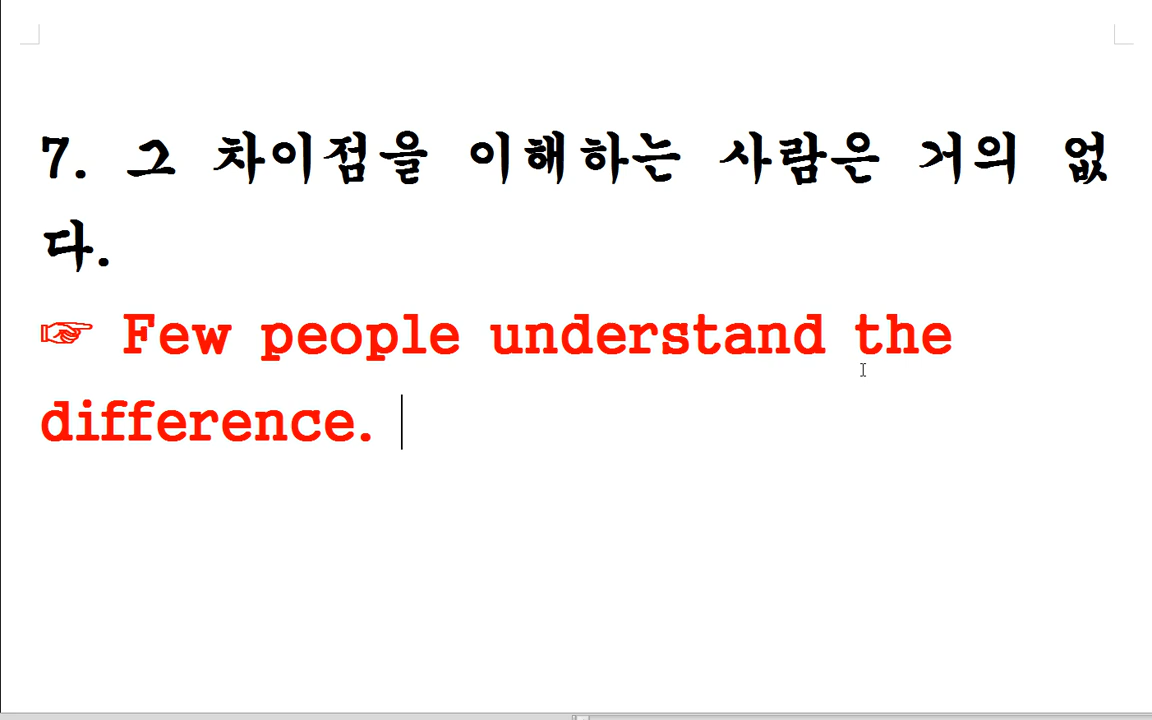 7. 그 차이점을 이해하는 사람은 거의 없
다.
☞ Few people understand the
difference.